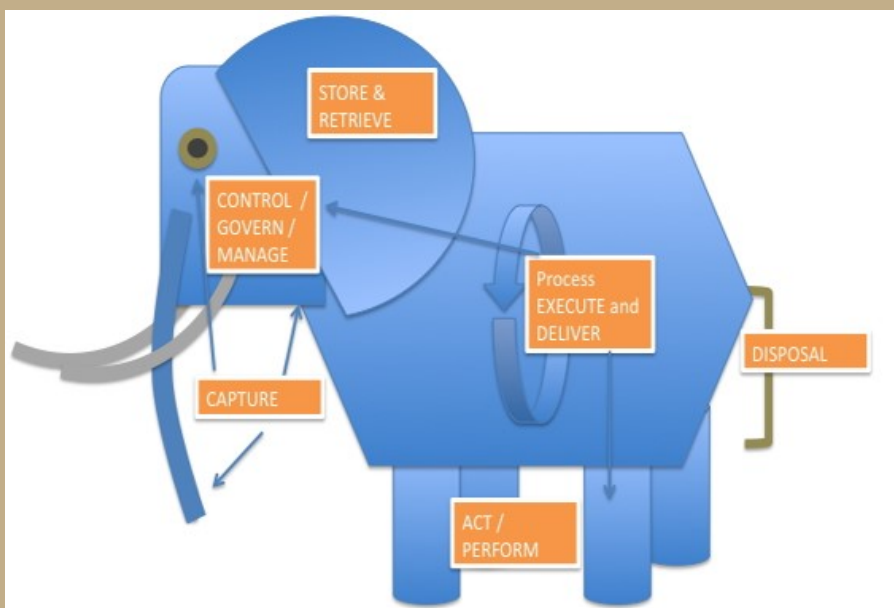 STORE &
RETRIEVE
CONTROL /
GOVERN /
MANAGE
Process
EXECUTE and
DELIVER
DISPOSAL
CAPTURE
ACT /
PERFORM